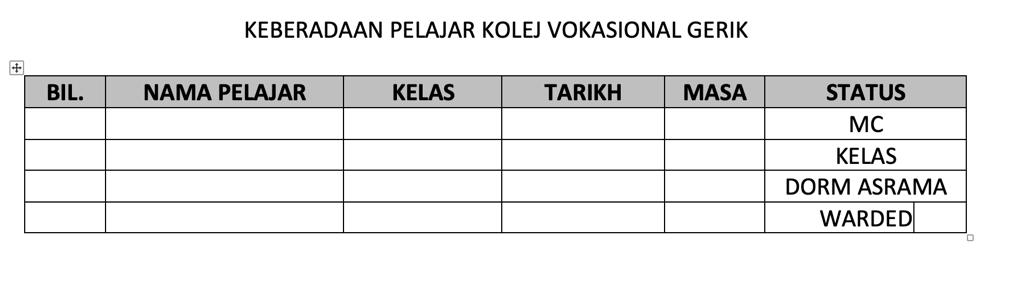 KEBERADAAN PELAJAR KOLEJ VOKASIONAL GERIK
BIL. NAMA PELAJAR KELAS TARIKH MASA STATUS
MC
KELAS
DORM ASRAMA
WARDED